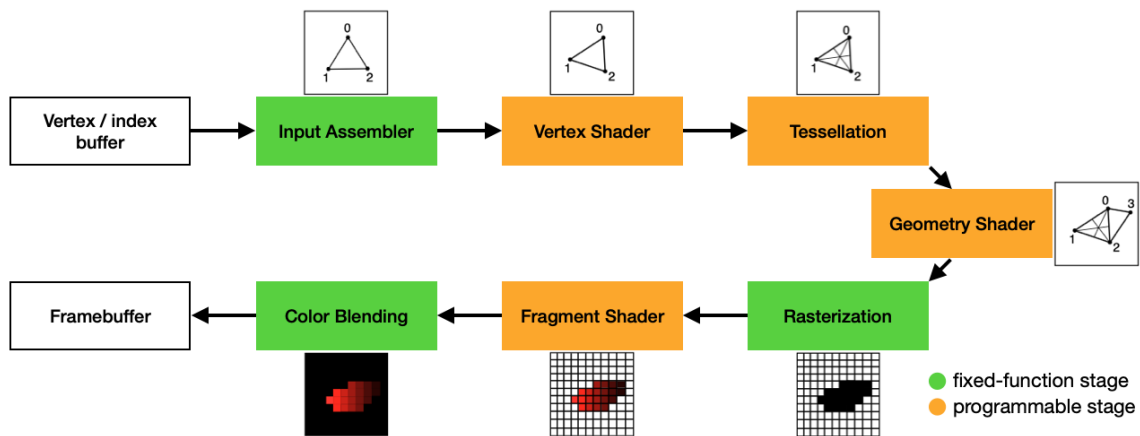 0
1
2
0
1
2
0
1
2
Vertex / index
buffer
Input Assembler
Vertex Shader
Tessellation
Geometry Shader
0
3
1
2
Framebuffer
Color Blending
Fragment Shader
Rasterization
fixed-function stage
programmable stage